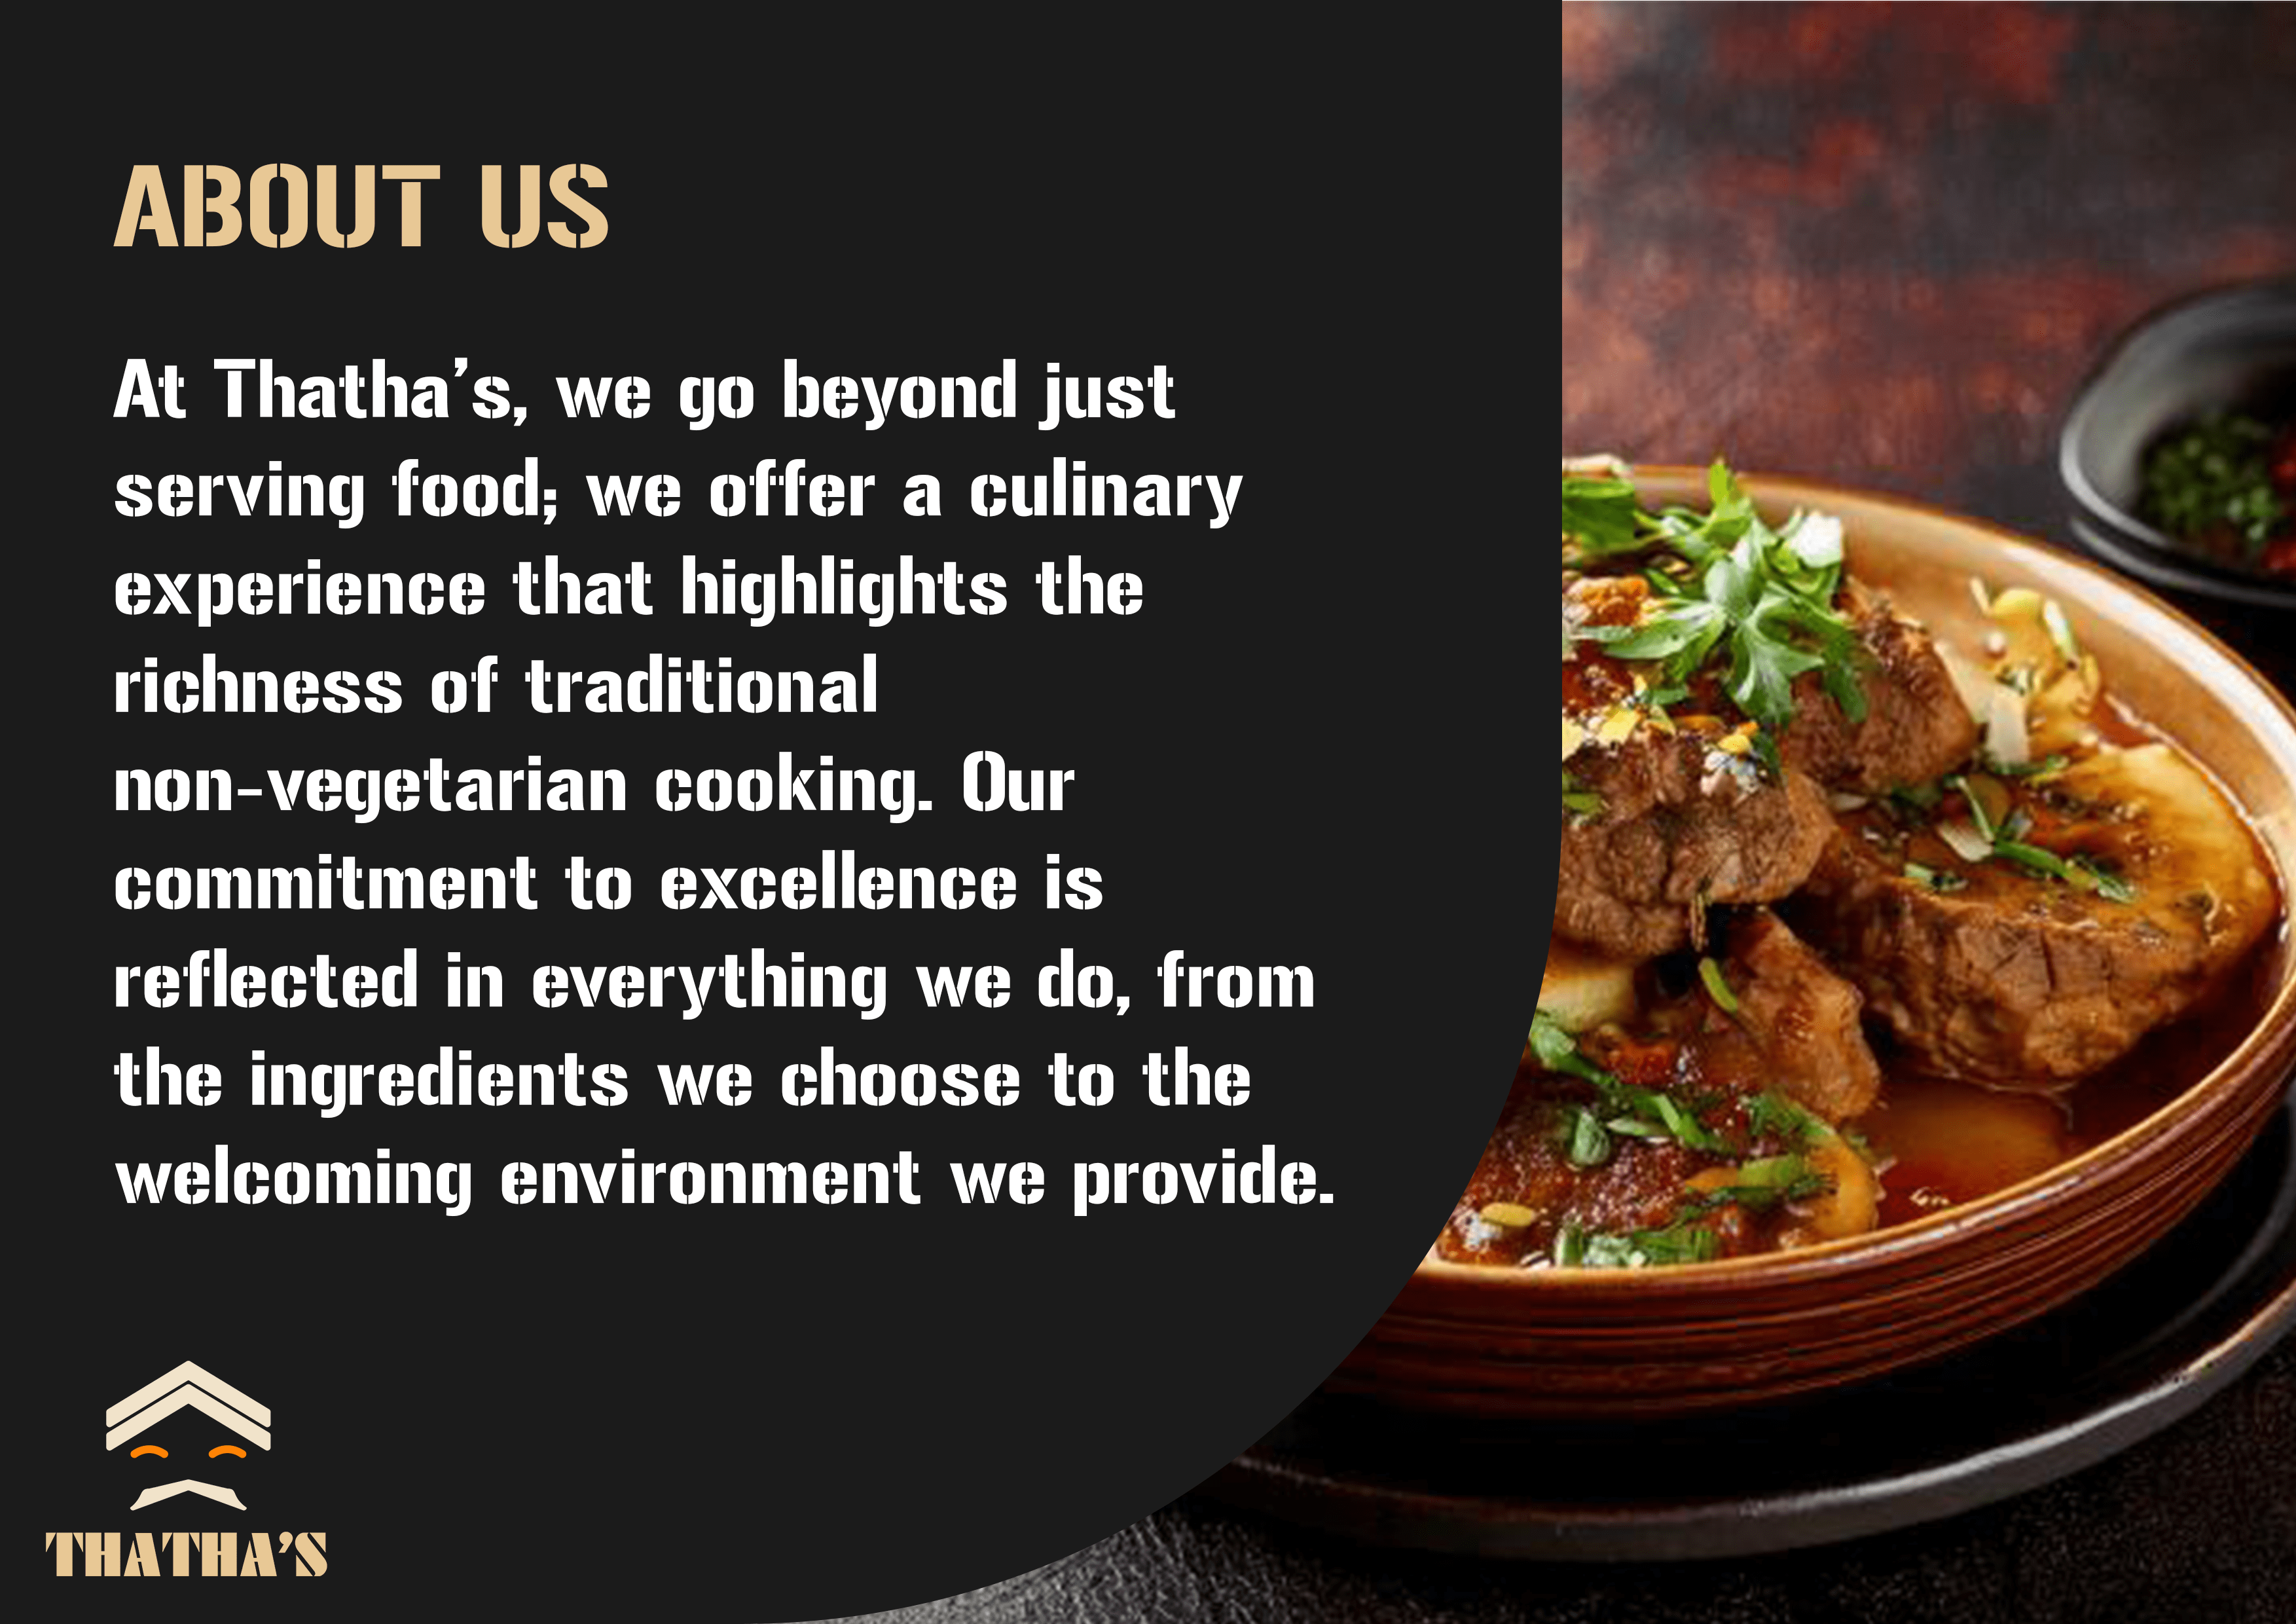 ABOUT US
At Thatha’s, we go beyond just
serving food; we offer a culinary
experience that highlights the
richness of traditional
non-vegetarian cooking. Our
commitment to excellence is
reflected in everything we do, from
the ingredients we choose to the
welcoming environment we provide.
THATHA’S